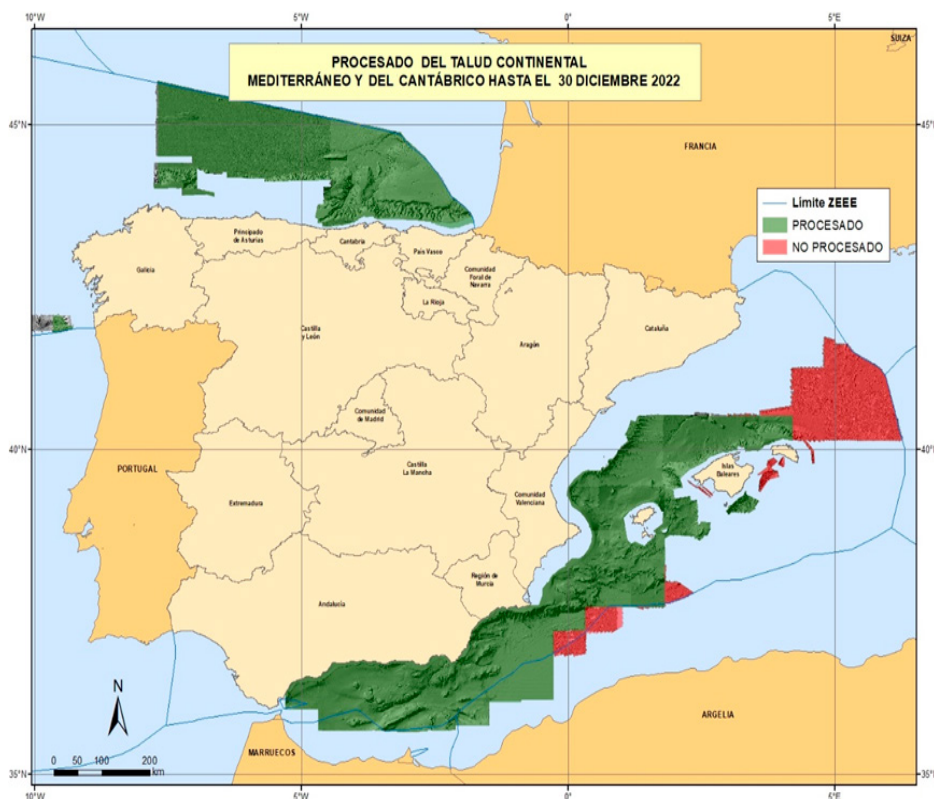 10°W
5°W
0°
5°E
SUIZA
PROCESADO DEL TALUD CONTINENTAL
MEDITERRÁNEO Y DEL CANTÁBRICO HASTA EL 30 DICIEMBRE 2022
45°N
45°N
FRANCIA
Límite ZEEE
PROCESADO
NO PROCESADO
Galicia
Principado
de Asturias
Cantabria
País Vasco
Comunidad
Foral de
Navarra
La Rioja
Cataluña
Castilla
y León
Aragón
Comunidad
de Madrid
40°N
40°N
PORTUGAL
Castilla
La Mancha
Islas
Baleares
Extremadura
Comunidad
Valenciana
Región de
Murcia
Andalucía
N
ARGELIA
MARRUECOS
0 50 100 200
km
35°N
35°N
10°W
5°W
0°
5°E